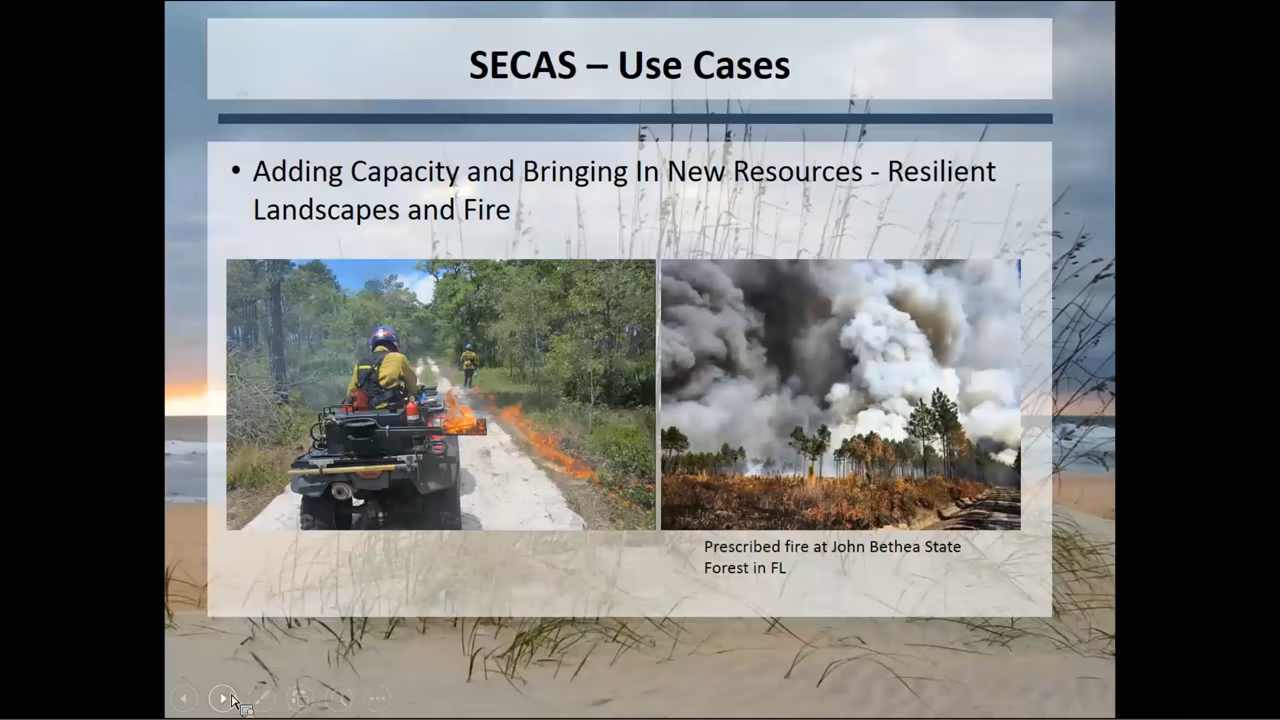 SECAS – Use Cases
• Adding Capacity and Bringing In New Resources - Resilient
Landscapes and Fire
Prescribed fire at John Bethea State
Forest in FL